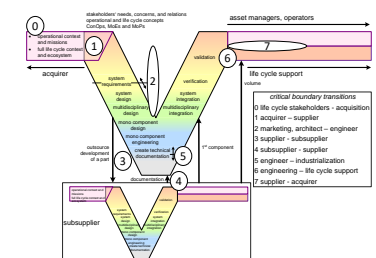 stakeholders' needs, concerns, and relations
operational and life cycle concepts
ConOps, MoEs and MoPs
asset managers, operators
0
• operational context
and missions
• full life cycle context
and ecosystem
1
2
6
7
acquirer
validation
life cycle support
system
requirements
verification
volume
system
design
system
integration
multidisciplinary
design
multidisciplinary
integration
mono component
design
mono component
engineering
create technical
documentation
outsource
development
of a part
3
5
1st component
documentation
4
subsupplier
critical boundary transitions
0 life cycle stakeholders - acquisition
1 acquirer – supplier
2 marketing, architect – engineer
3 supplier - subsupplier
4 subsupplier - supplier
5 engineer – industrialization
6 engineering – life cycle support
7 supplier - acquirer